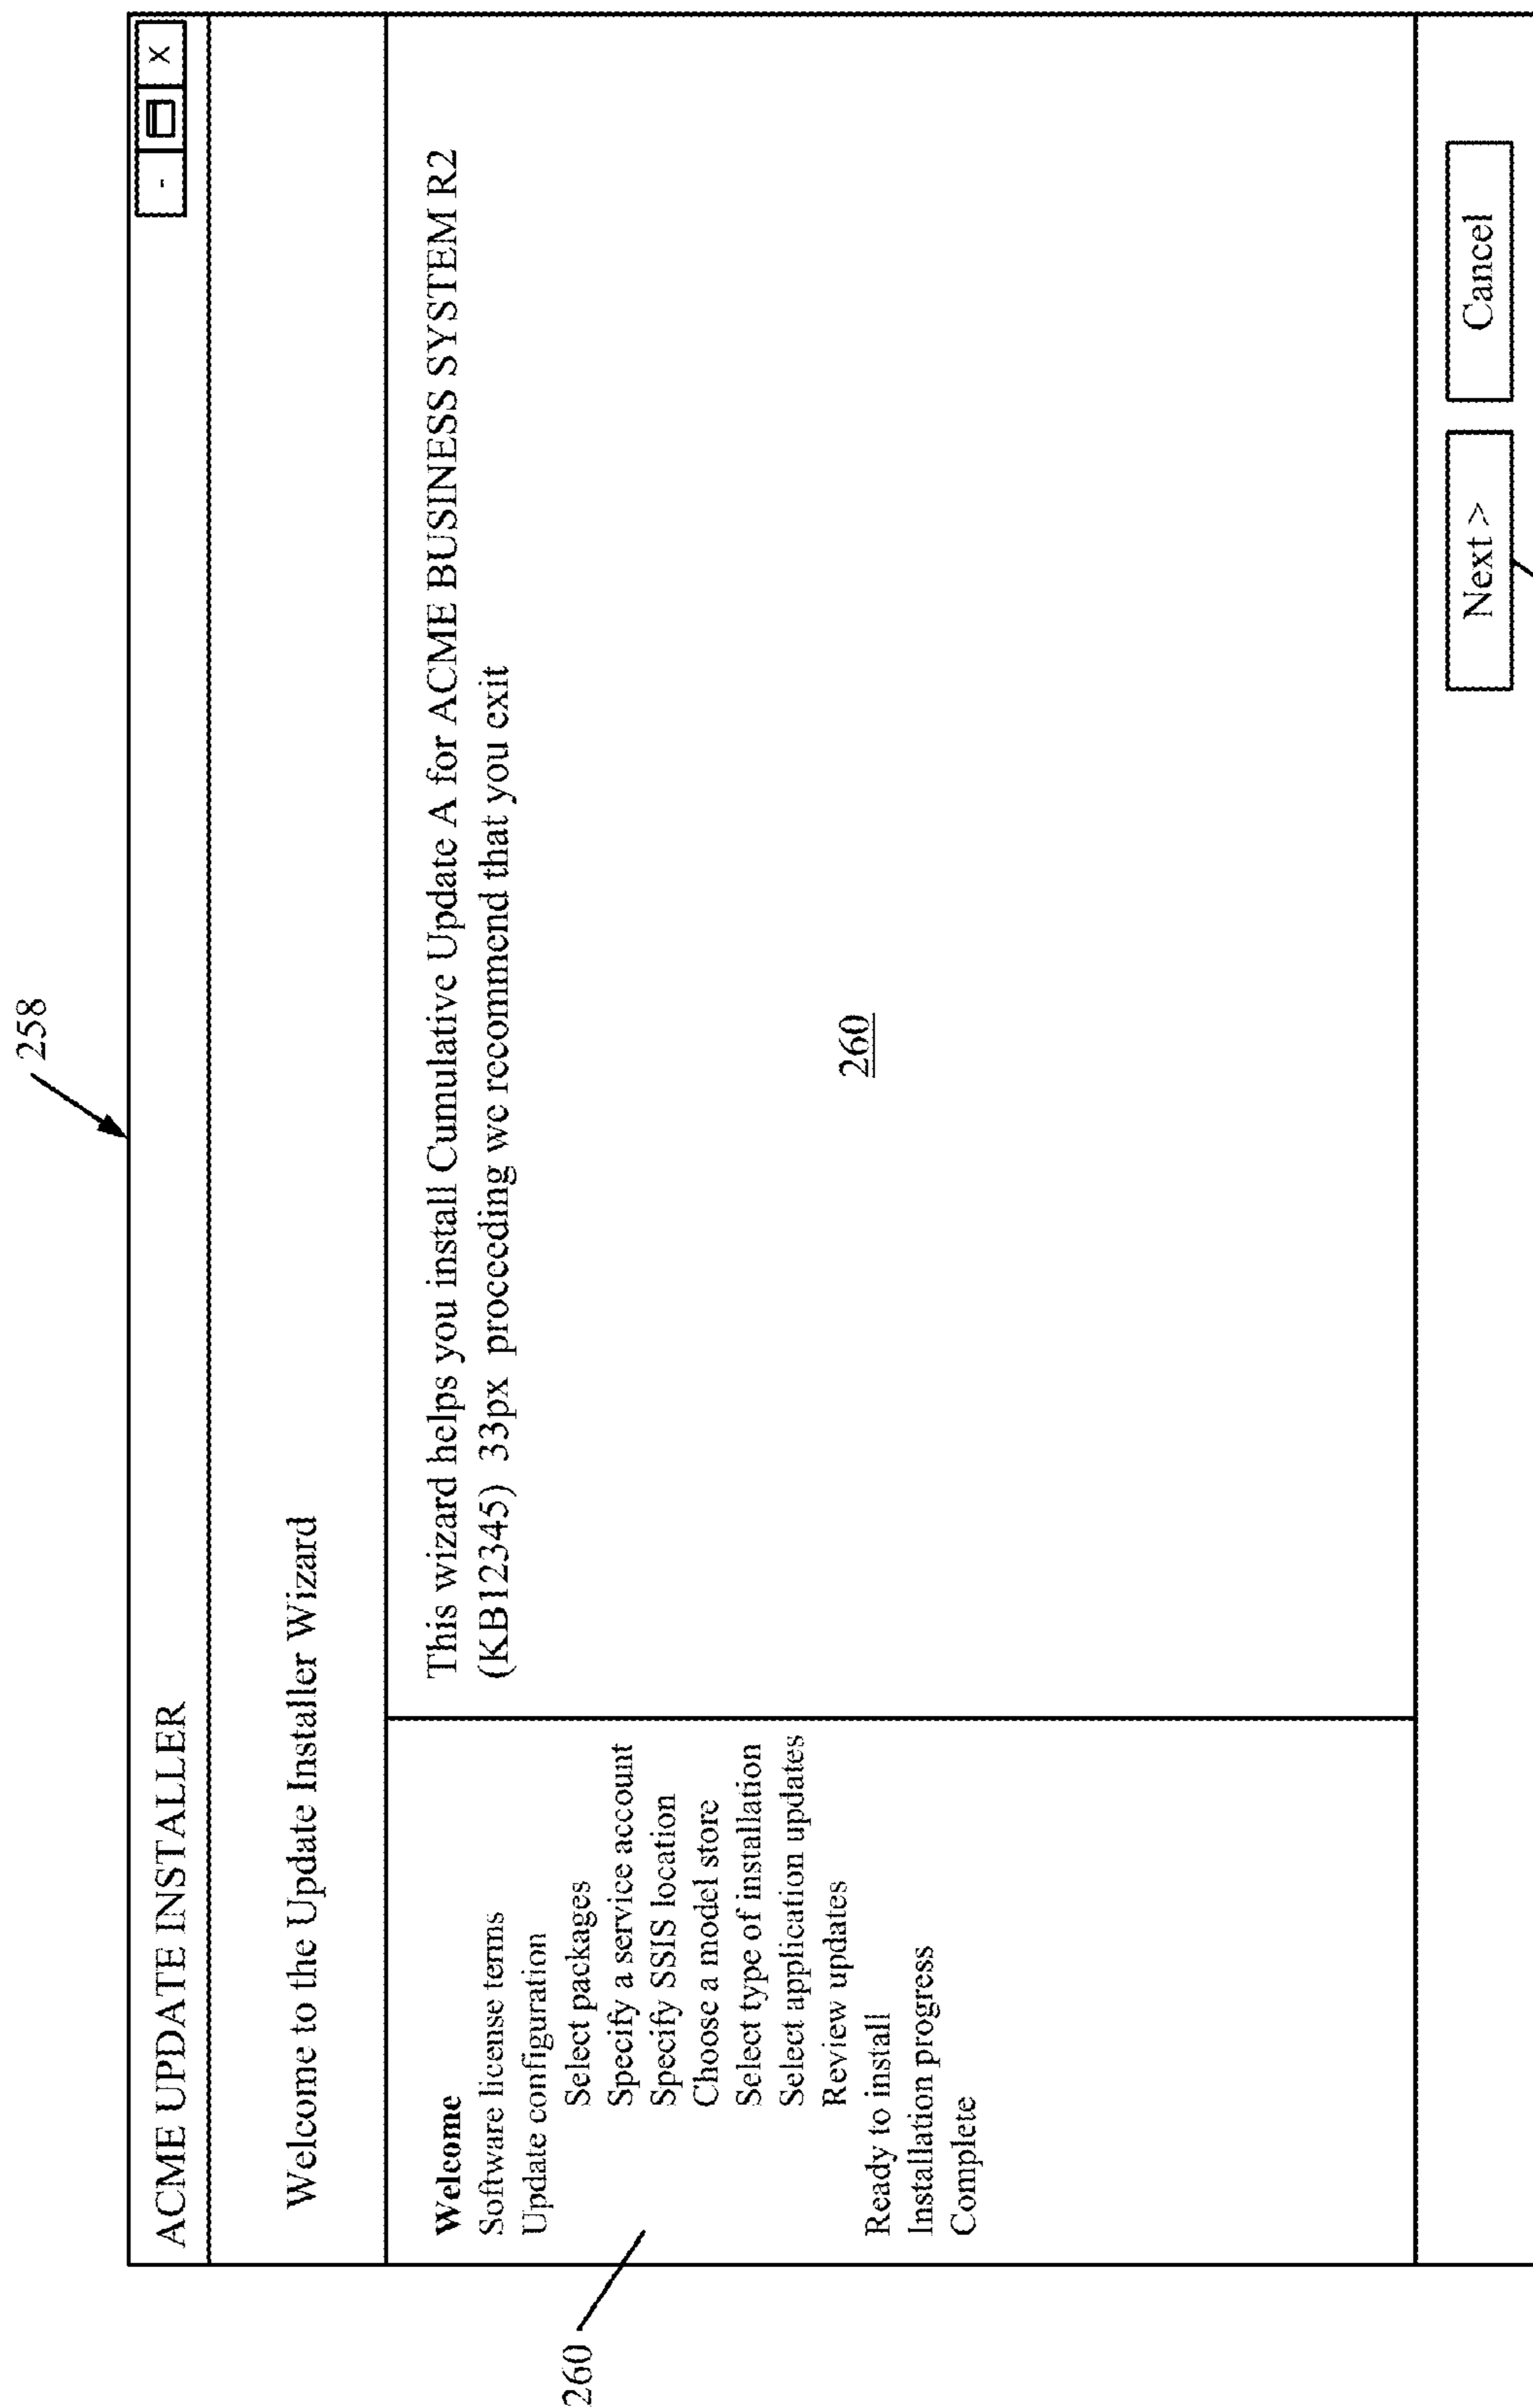 258
ACME UPDATE INSTALLER
- X
Welcome to the Update Installer Wizard
Welcome
Software license terms
Update configuration
Select packages
Specify a service account
Specify SSIS location
Choose a model store
Select type of installation
Select application updates
Review updates
Ready to install
Installation progress
Complete
260
This wizard helps you install Cumulative Update A for ACME BUSINESS SYSTEM R2
(KB12345) 33px proceeding we recommend that you exit
260
Next >
Cancel